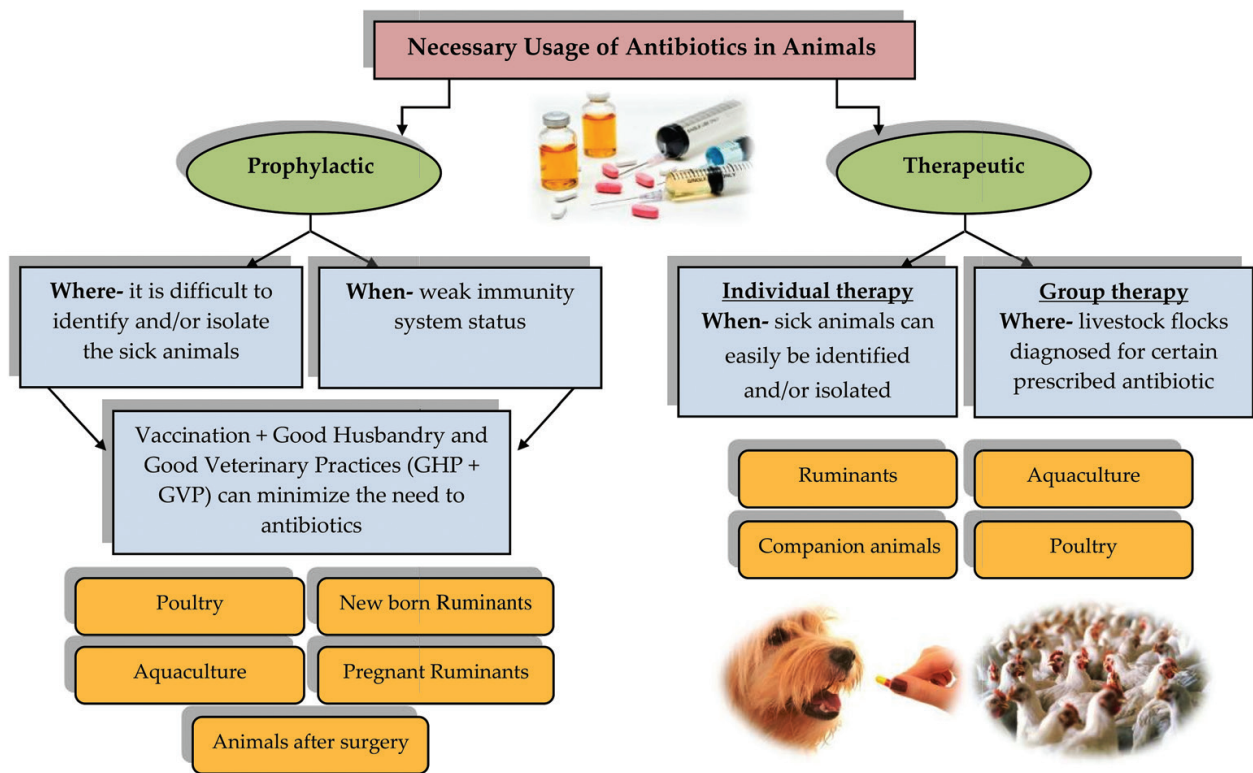 Necessary Usage of Antibiotics in Animals
Prophylactic
Therapeutic
Where- it is difficult to
identify and/or isolate
the sick animals
When- weak immunity
system status
Individual therapy
When- sick animals can
easily be identified
and/or isolated
Group therapy
Where- livestock flocks
diagnosed for certain
prescribed antibiotic
Vaccination + Good Husbandry and
Good Veterinary Practices (GHP +
GVP) can minimize the need to
antibiotics
Ruminants
Aquaculture
Companion animals
Poultry
Poultry
New born Ruminants
Aquaculture
Pregnant Ruminants
Animals after surgery